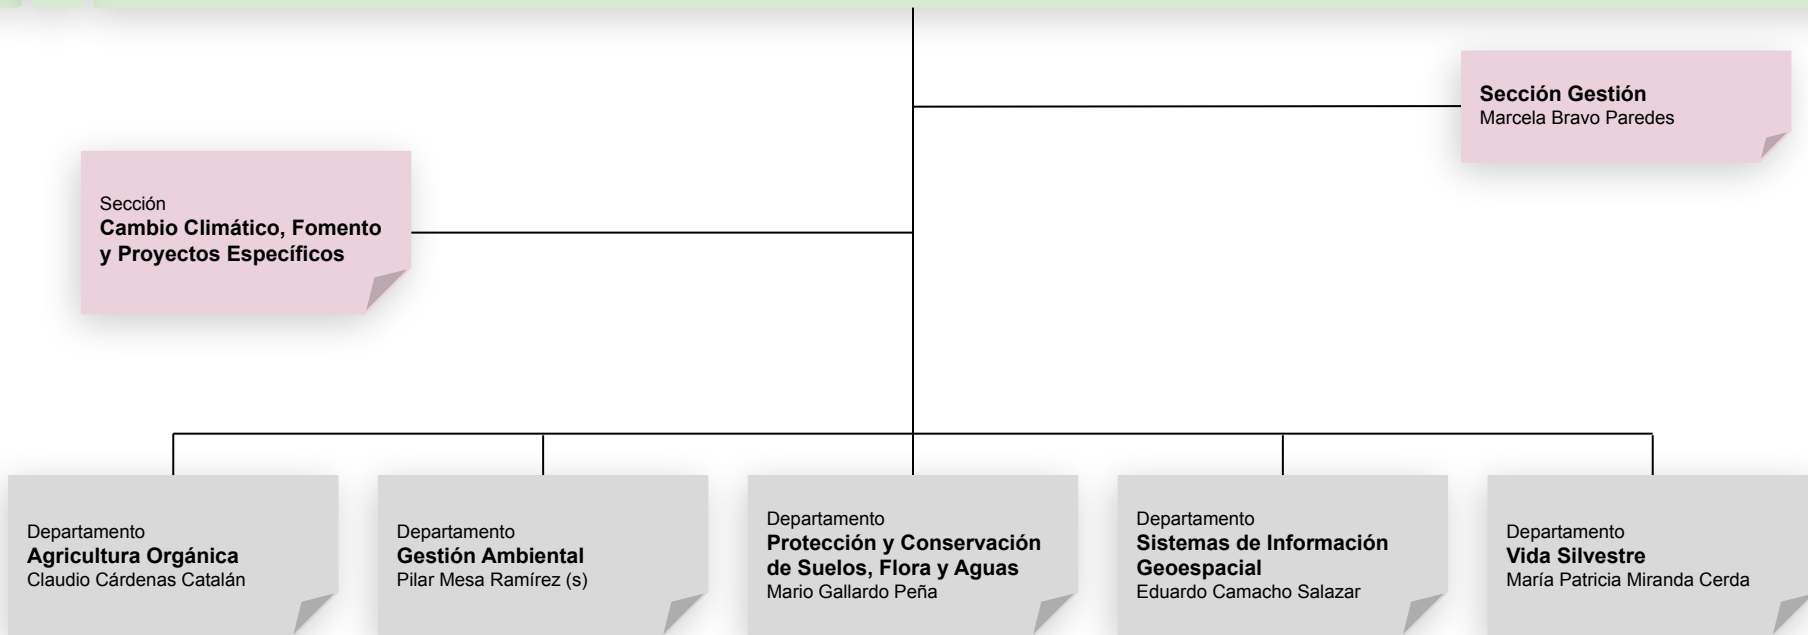 Sección Gestión
Marcela Bravo Paredes
Sección
Cambio Climático, Fomento
y Proyectos Específicos
Departamento
Agricultura Orgánica
Claudio Cárdenas Catalán
Departamento
Gestión Ambiental
Pilar Mesa Ramírez (s)
Departamento
Protección y Conservación
de Suelos, Flora y Aguas
Mario Gallardo Peña
Departamento
Sistemas de Información
Geoespacial
Eduardo Camacho Salazar
Departamento
Vida Silvestre
María Patricia Miranda Cerda